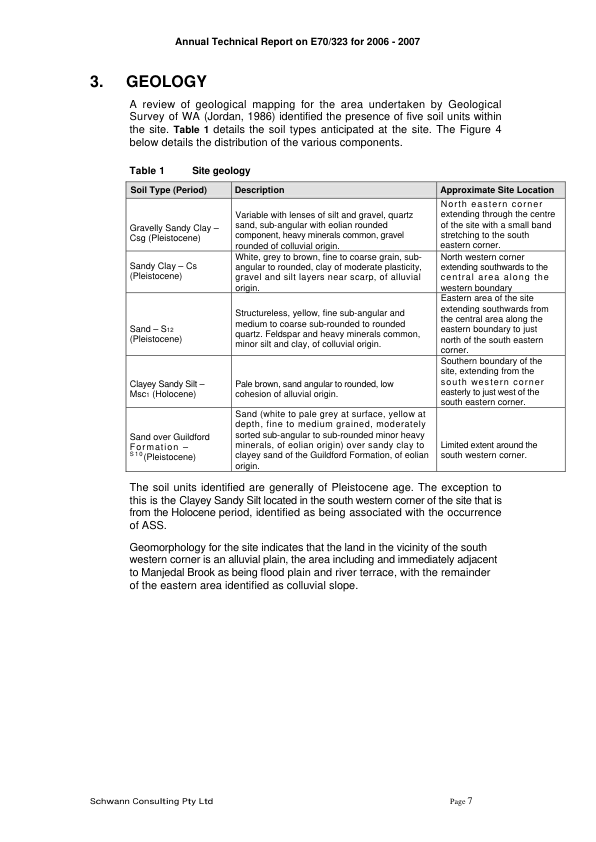 Annual Technical Report on E70/323 for 2006 - 2007
3. GEOLOGY
A review of geological mapping for the area undertaken by Geological
Survey of WA (Jordan, 1986) identified the presence of five soil units within
the site. Table 1 details the soil types anticipated at the site. The Figure 4
below details the distribution of the various components.
Table 1 Site geology
Soil Type (Period) Description Approximate Site Location
Gravelly Sandy Clay –
Csg (Pleistocene)
Variable with lenses of silt and gravel, quartz
sand, sub-angular with eolian rounded
component, heavy minerals common, gravel
rounded of colluvial origin.
North eastern corner
extending through the centre
of the site with a small band
stretching to the south
eastern corner.
Sandy Clay – Cs
(Pleistocene)
White, grey to brown, fine to coarse grain, sub-
angular to rounded, clay of moderate plasticity,
gravel and silt layers near scarp, of alluvial
origin.
North western corner
extending southwards to the
central area along the
western boundary
Sand – S12
(Pleistocene)
Structureless, yellow, fine sub-angular and
medium to coarse sub-rounded to rounded
quartz. Feldspar and heavy minerals common,
minor silt and clay, of colluvial origin.
Eastern area of the site
extending southwards from
the central area along the
eastern boundary to just
north of the south eastern
corner.
Clayey Sandy Silt –
Msc1 (Holocene)
Pale brown, sand angular to rounded, low
cohesion of alluvial origin.
Southern boundary of the
site, extending from the
south western corner
easterly to just west of the
south eastern corner.
Sand over Guildford
Formation –
S10(Pleistocene)
Sand (white to pale grey at surface, yellow at
depth, fine to medium grained, moderately
sorted sub-angular to sub-rounded minor heavy
minerals, of eolian origin) over sandy clay to
clayey sand of the Guildford Formation, of eolian
origin.
Limited extent around the
south western corner.
The soil units identified are generally of Pleistocene age. The exception to
this is the Clayey Sandy Silt located in the south western corner of the site that is
from the Holocene period, identified as being associated with the occurrence
of ASS.
Geomorphology for the site indicates that the land in the vicinity of the south
western corner is an alluvial plain, the area including and immediately adjacent
to Manjedal Brook as being flood plain and river terrace, with the remainder
of the eastern area identified as colluvial slope.
Schwann Consulting Pty Ltd Page 7